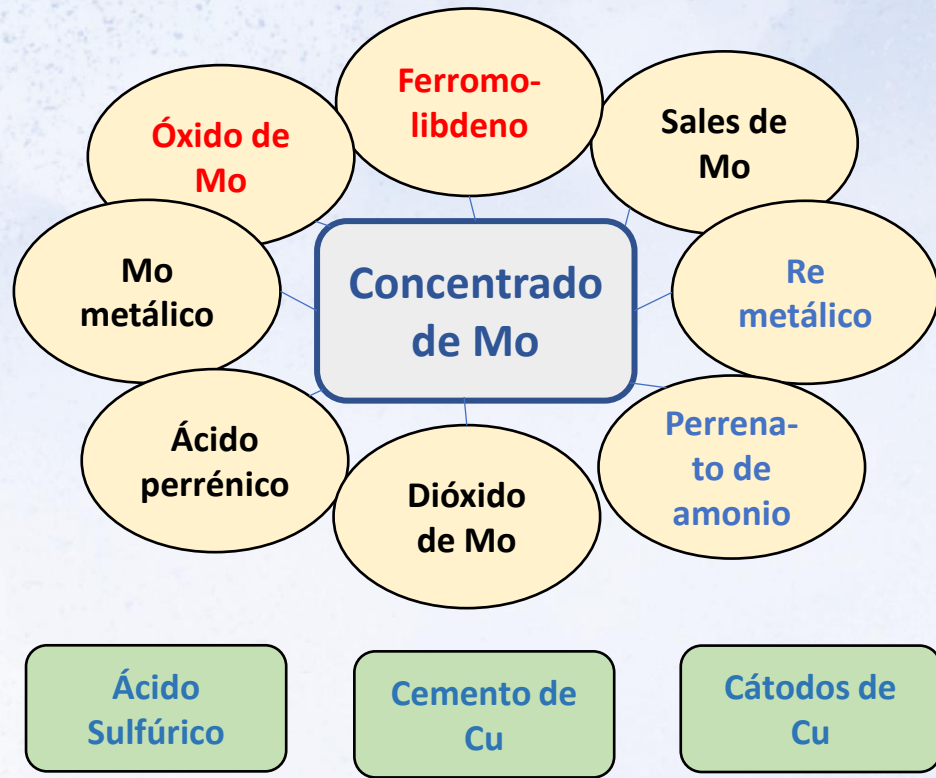 Ferromo-
libdeno
Óxido de
Mo
Sales de
Mo
Mo
metálico
Concentrado
de Mo
Re
metálico
Ácido
perrénico
Dióxido
de Mo
Perrena-
to de
amonio
Ácido
Sulfúrico
Cemento de
Cu
Cátodos de
Cu